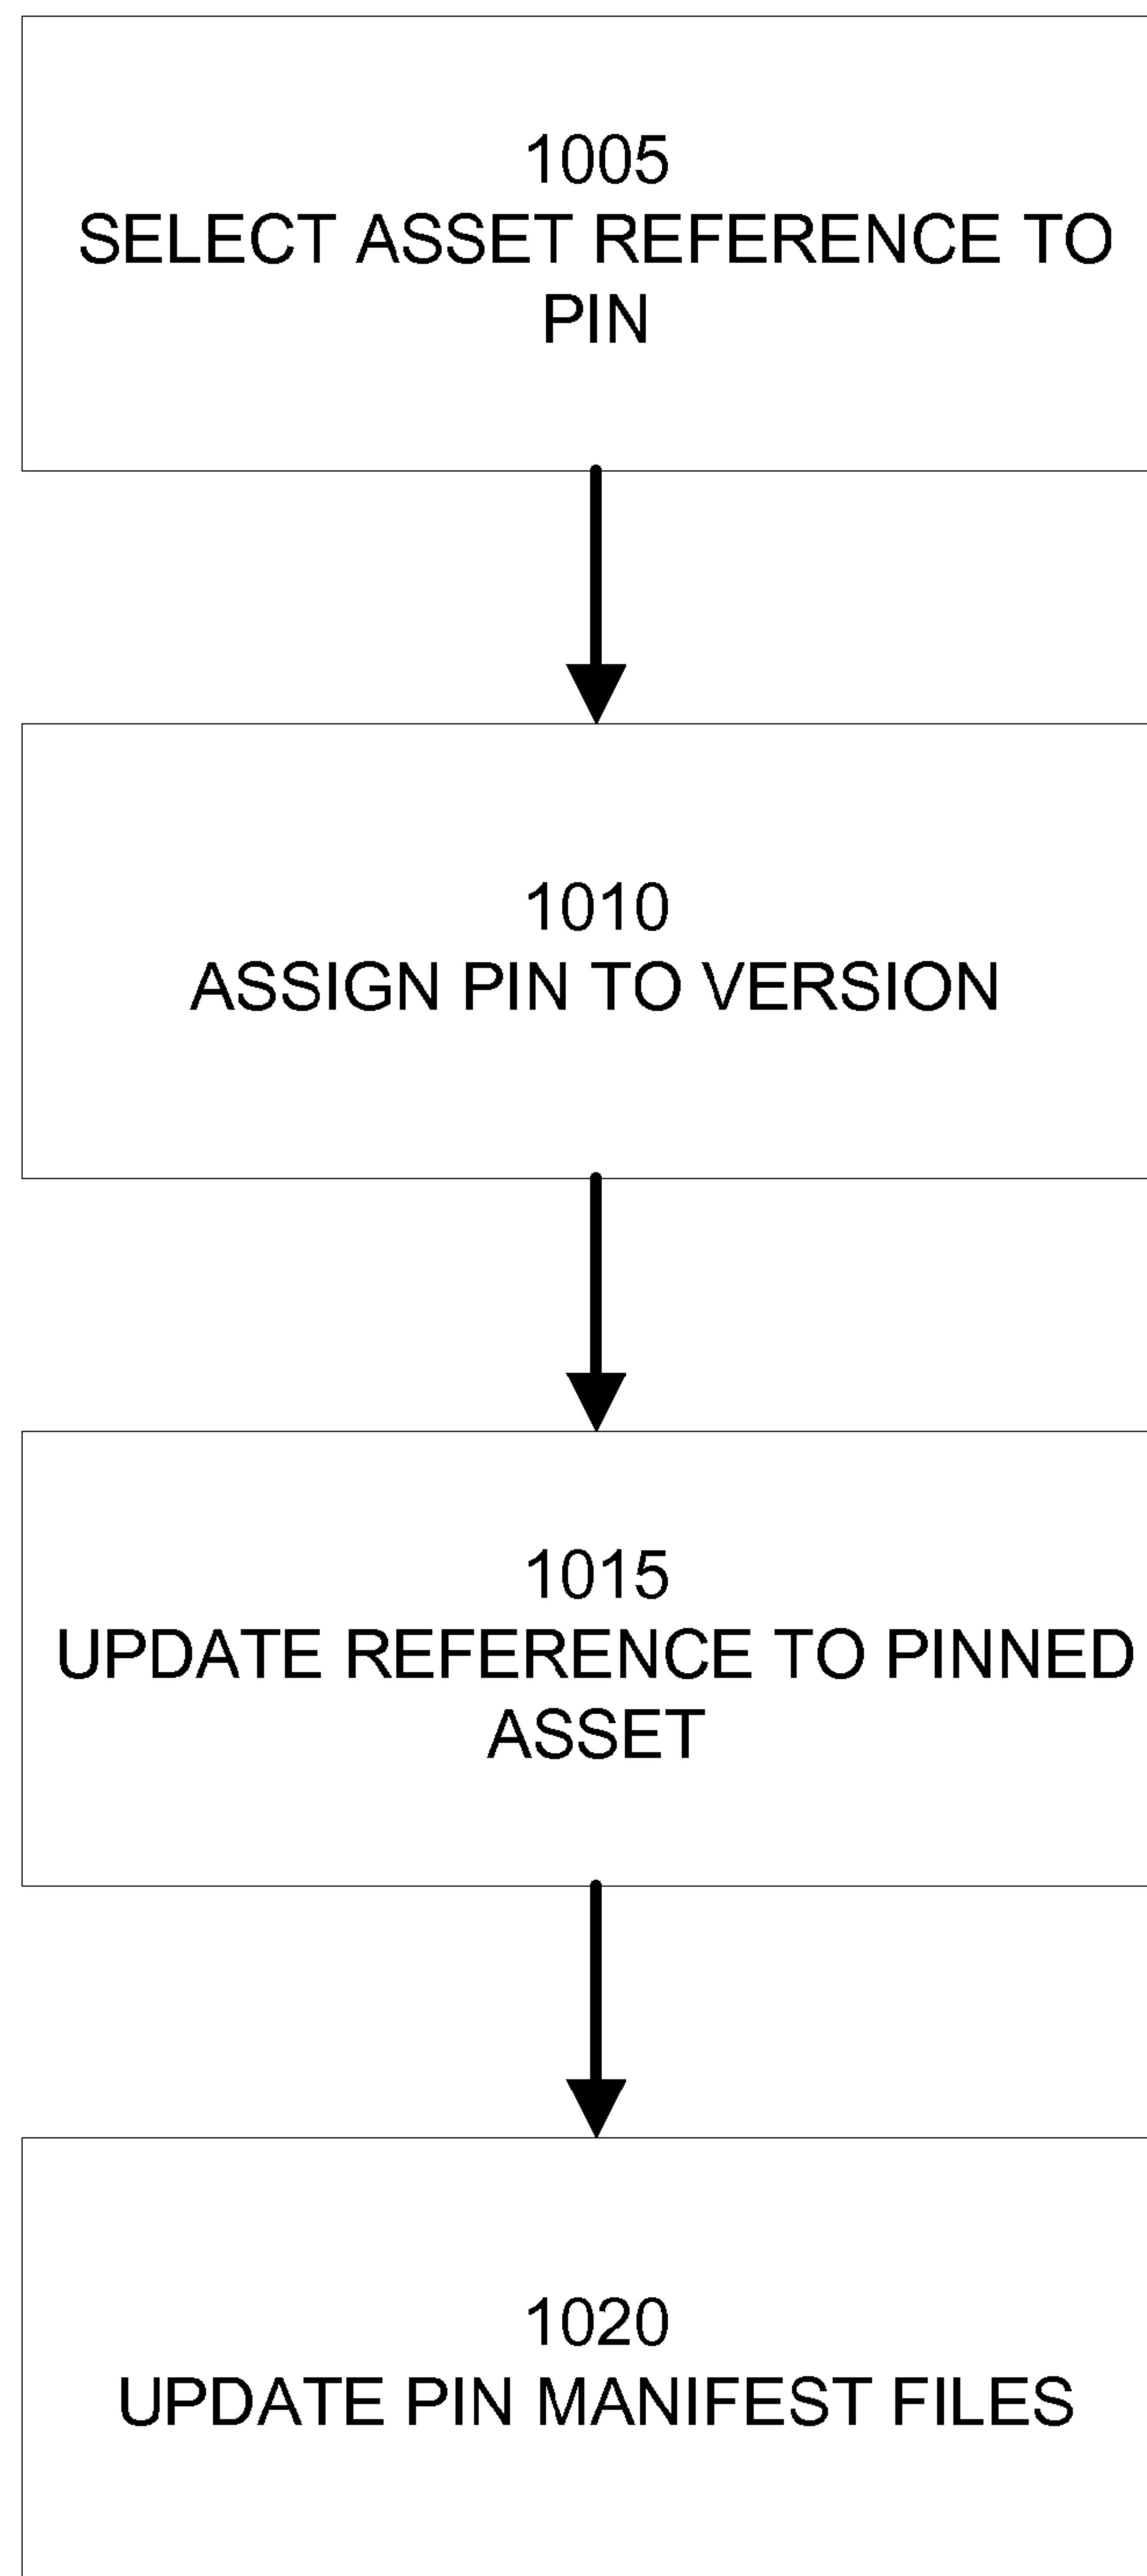 1005
SELECT ASSET REFERENCE TO
PIN
1010
ASSIGN PIN TO VERSION
1015
UPDATE REFERENCE TO PINNED
ASSET
1020
UPDATE PIN MANIFEST FILES